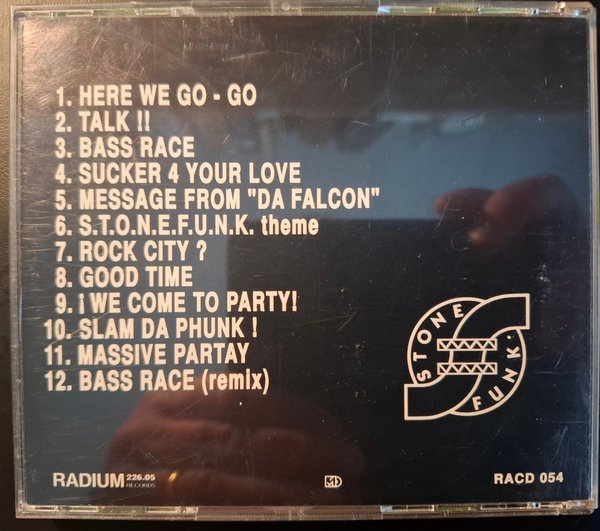 1. HERE WE GO - GO
2. TALK !!
3. BASS RACE
4. SUCKER 4 YOUR LOVE
5. MESSAGE FROM "DA FALCON"
6. S.T.O.N.E.F.U.N.K. theme
7. ROCK CITY ?
8. GOOD TIME
9. ¡WE COME TO PARTY!
10. SLAM DA PHUNK !
11. MASSIVE PARTAY
12. BASS RACE (remix)
STONE
FUNK
RADIUM 226.05 RECORDS
RACD 054